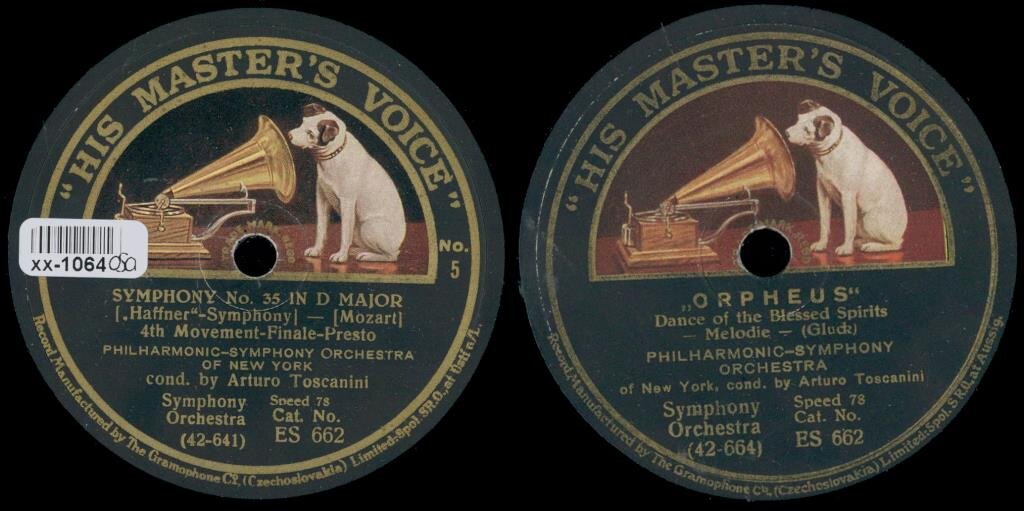 "HIS MASTER'S VOICE"
No.
5
xx-1064
SYMPHONY No. 35 IN D MAJOR
[„Haffner“-Symphony] — [Mozart]
4th Movement-Finale-Presto
PHILHARMONIC-SYMPHONY ORCHESTRA
OF NEW YORK
cond. by Arturo Toscanini
Symphony Speed 78
Orchestra Cat. No.
(42-641) ES 662
Record Manufactured by The Gramophone Co., (Czechoslovakia) Limited: Spol. S R.O., at Ústí n/L.
"HIS MASTER'S VOICE"
„ORPHEUS“
Dance of the Blessed Spirits
— Melodie — (Gluck)
PHILHARMONIC-SYMPHONY
ORCHESTRA
of New York, cond. by Arturo Toscanini
Symphony Speed 78
Orchestra Cat. No.
(42-664) ES 662
Record Manufactured by The Gramophone Co., (Czechoslovakia) Limited: Spol. S R.O., at Aussig.